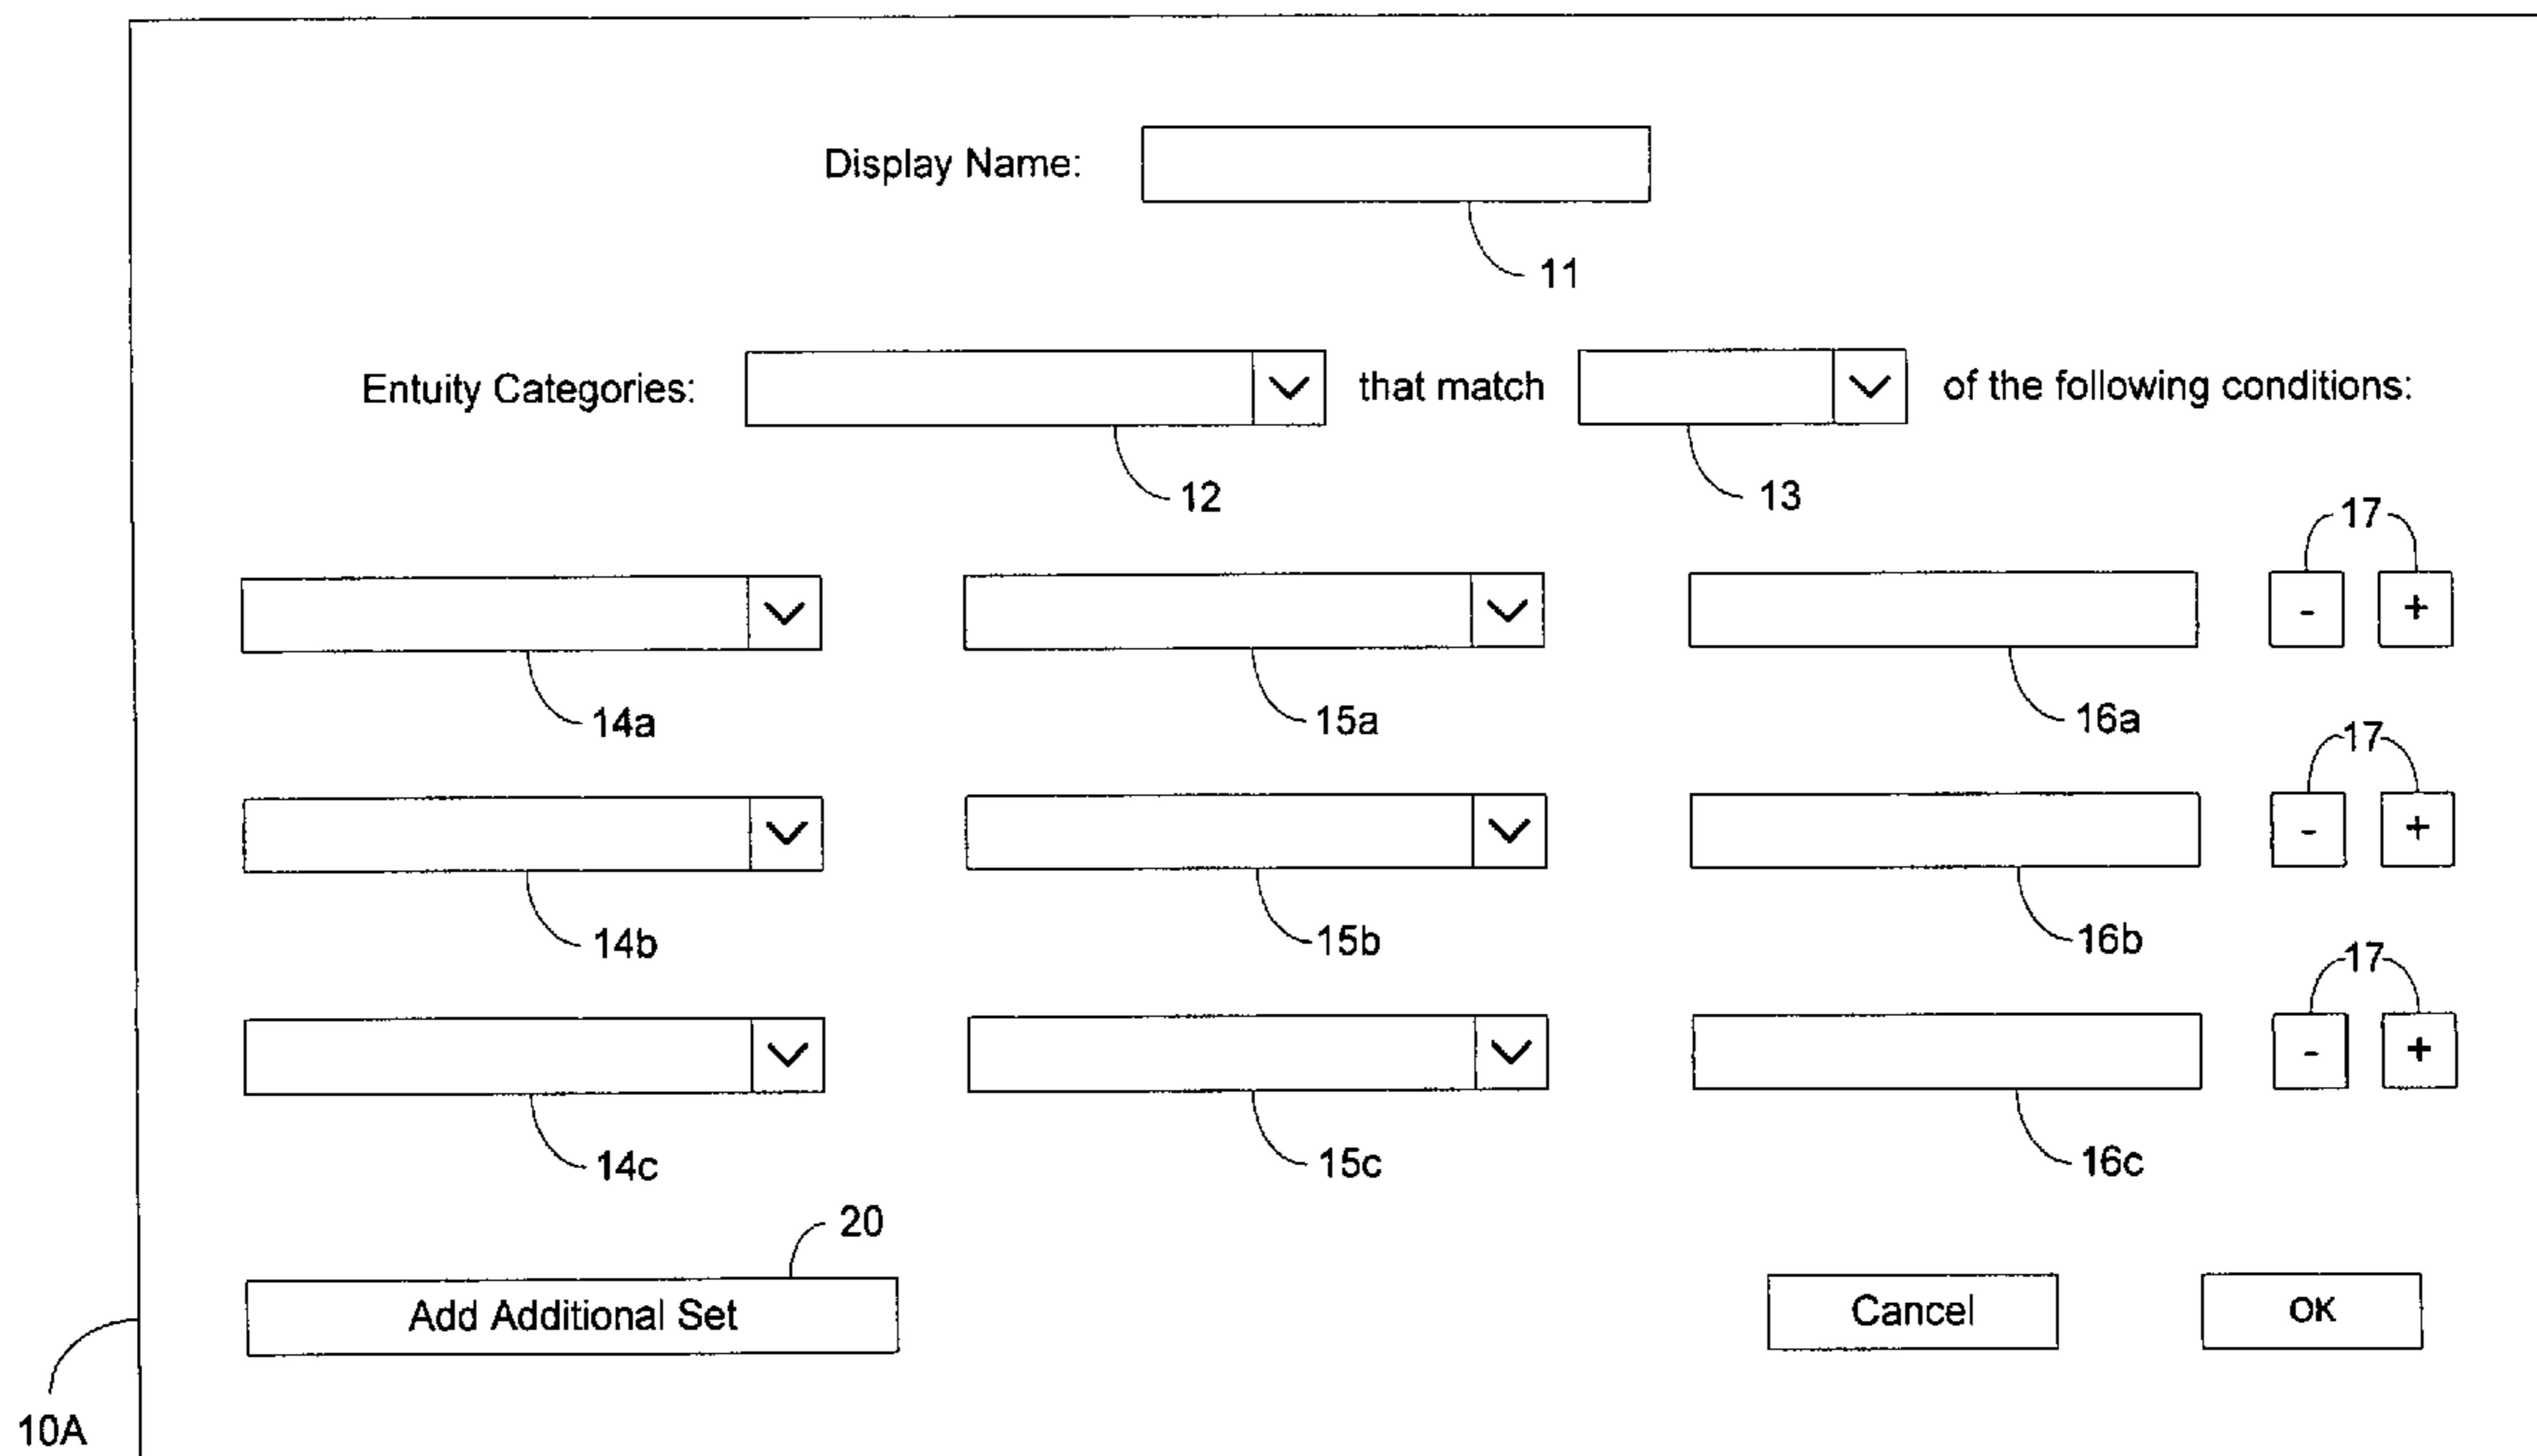 Display Name:
11
Entuity Categories: that match of the following conditions:
12 13
17
- +
14a 15a 16a
17
- +
14b 15b 16b
17
- +
14c 15c 16c
20
Add Additional Set Cancel OK
10A